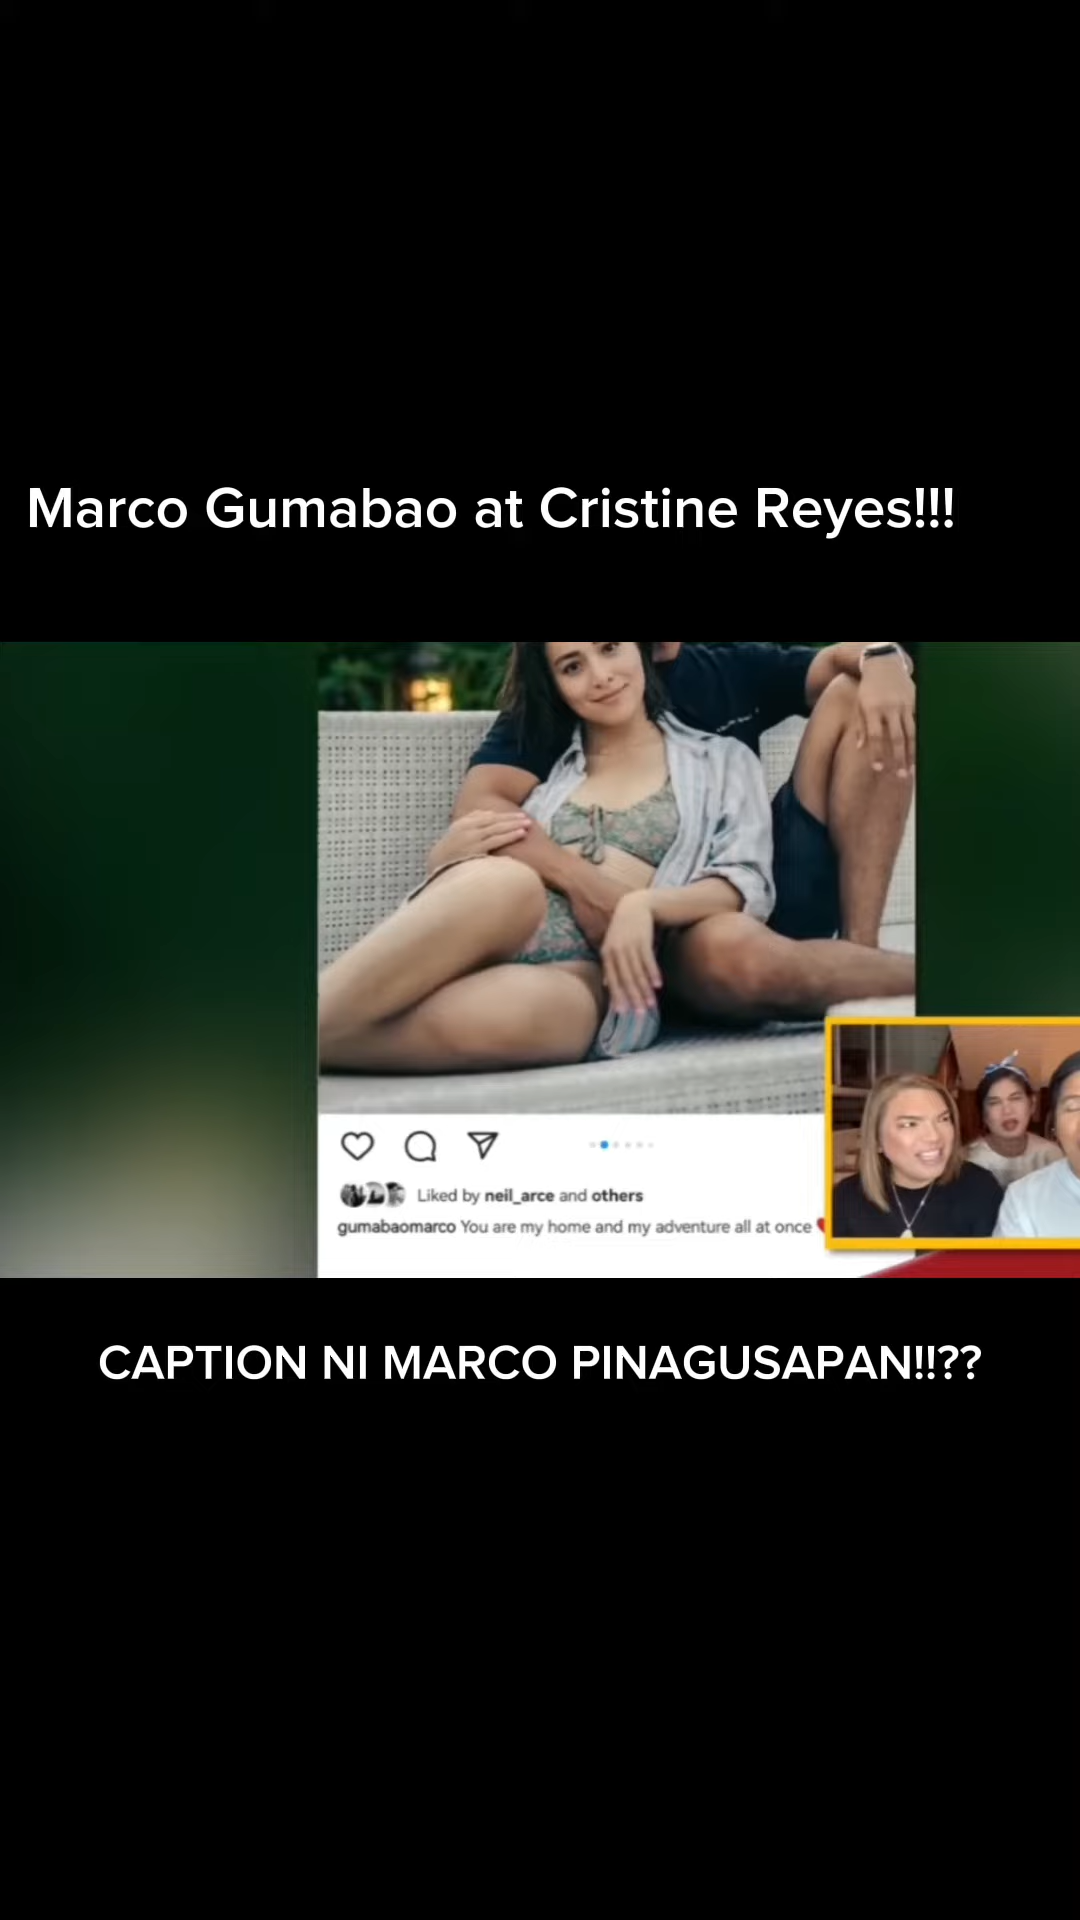 Marco Gumabao at Cristine Reyes!!!
Liked by neil_arce and others
gumabaomarco You are my home and my adventure all at once
CAPTION NI MARCO PINAGUSAPAN!!??